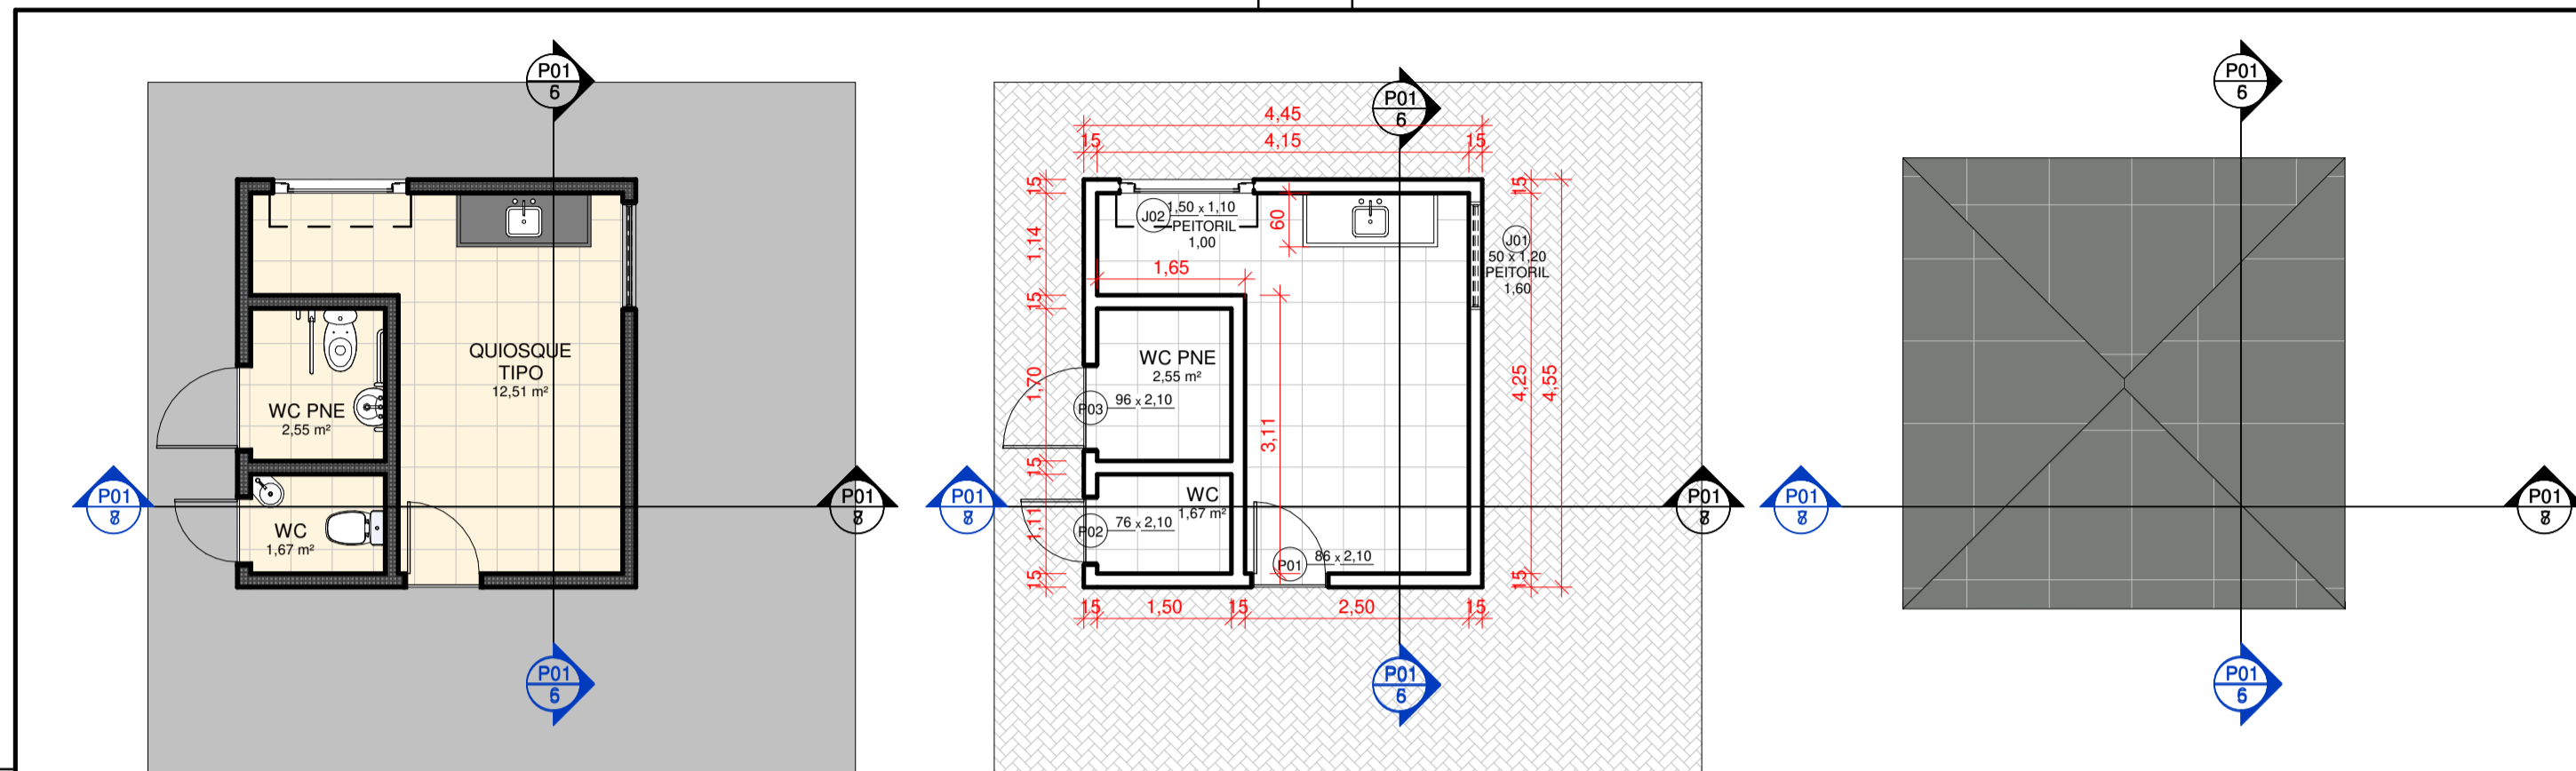 P01
6
QUIOSQUE
TIPO
12,51 m²
WC PNE
2,55 m²
WC
1,67 m²
P01
8
P01
8
P01
6
P01
6
4,45
15
4,15
15
15
1,14
15
1,70
15
1,11
15
J02
1,50 x 1,10
PEITORIL
1,00
60
1,65
3,11
J01
50 x 1,20
PEITORIL
1,60
15
4,25
4,55
15
WC PNE
2,55 m²
P03
96 x 2,10
WC
1,67 m²
P02
76 x 2,10
P01
86 x 2,10
15
1,50
15
2,50
15
P01
8
P01
8
P01
6
P01
6
P01
8
P01
8
P01
6